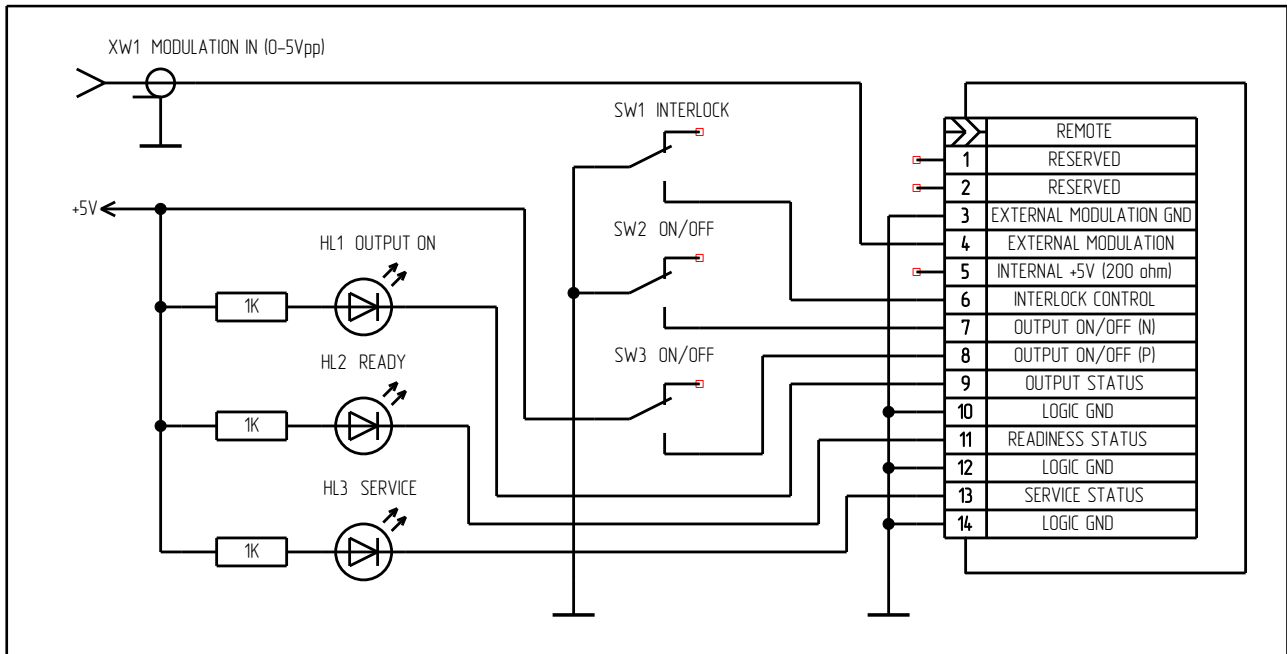 XW1 MODULATION IN (0-5Vpp)
SW1 INTERLOCK
REMOTE
1 RESERVED
2 RESERVED
+5V
3 EXTERNAL MODULATION GND
HL1 OUTPUT ON
SW2 ON/OFF
4 EXTERNAL MODULATION
5 INTERNAL +5V (200 ohm)
1K
6 INTERLOCK CONTROL
7 OUTPUT ON/OFF (N)
HL2 READY
SW3 ON/OFF
8 OUTPUT ON/OFF (P)
9 OUTPUT STATUS
10 LOGIC GND
1K
11 READINESS STATUS
12 LOGIC GND
HL3 SERVICE
13 SERVICE STATUS
14 LOGIC GND
1K